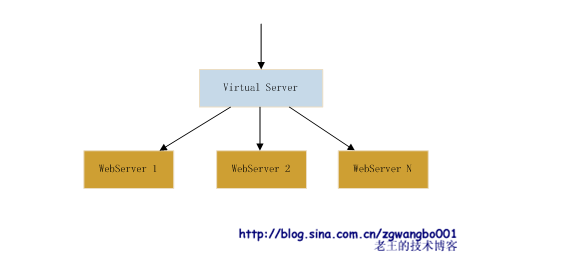 Virtual Server
WebServer 1 WebServer 2 WebServer N
http://blog.sina.com.cn/zgwangbo001
老王的技术博客